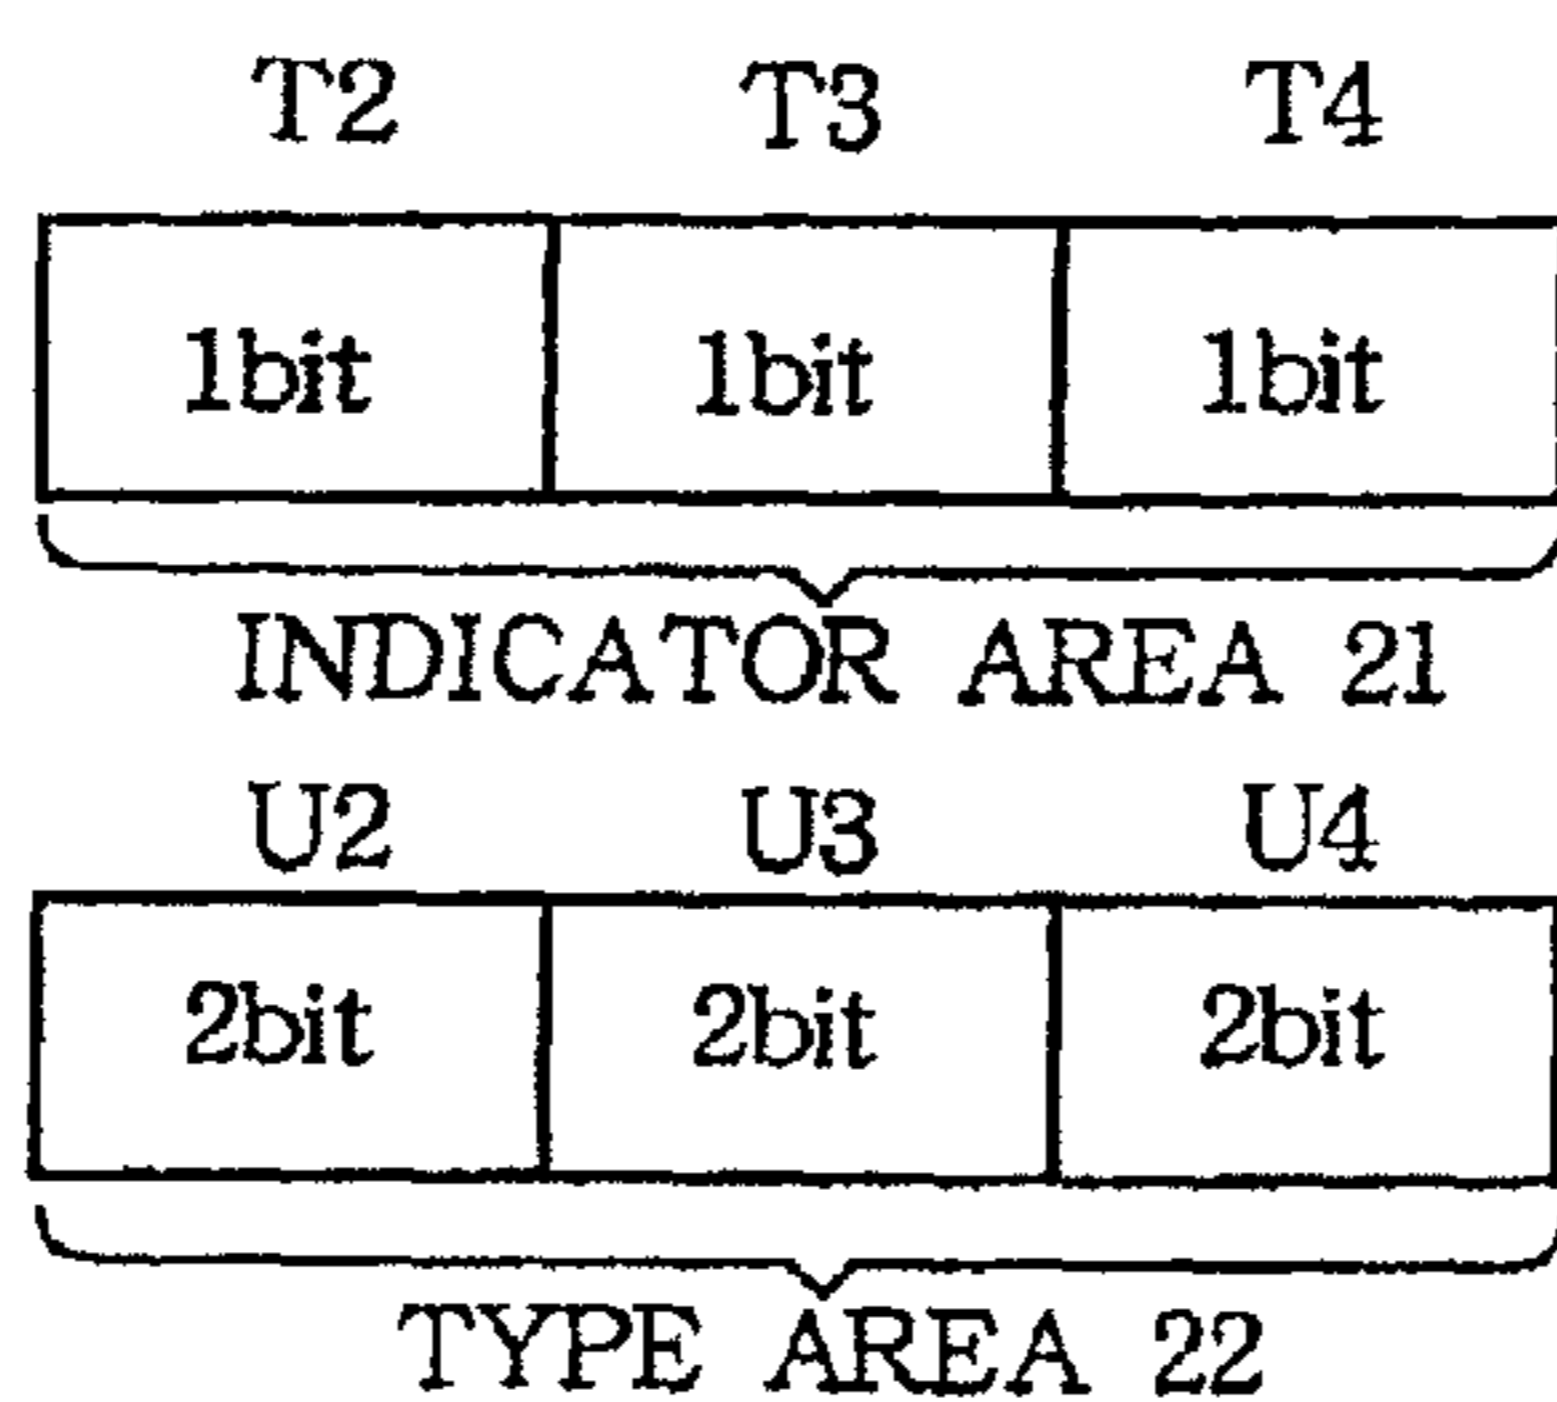 T2 T3 T4
1bit 1bit 1bit
INDICATOR AREA 21
U2 U3 U4
2bit 2bit 2bit
TYPE AREA 22